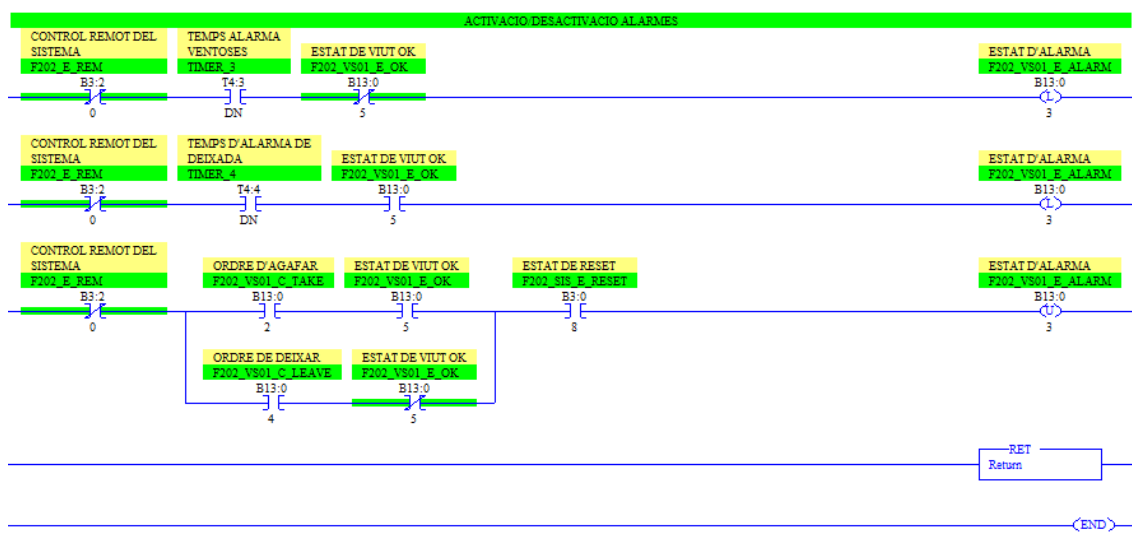 ACTIVACIO/DESACTIVACIO ALARMES
CONTROL REMOT DEL
SISTEMA
F202_E_REM
B3:2
0
TEMPS ALARMA
VENTOSES
TIMER_3
T4:3
DN
ESTAT DE VIUT OK
F202_VS01_E_OK
B13:0
5
ESTAT D'ALARMA
F202_VS01_E_ALARM
B13:0
L
3
CONTROL REMOT DEL
SISTEMA
F202_E_REM
B3:2
0
TEMPS D'ALARMA DE
DEIXADA
TIMER_4
T4:4
DN
ESTAT DE VIUT OK
F202_VS01_E_OK
B13:0
5
ESTAT D'ALARMA
F202_VS01_E_ALARM
B13:0
L
3
CONTROL REMOT DEL
SISTEMA
F202_E_REM
B3:2
0
ORDRE D'AGAFAR
F202_VS01_C_TAKE
B13:0
2
ESTAT DE VIUT OK
F202_VS01_E_OK
B13:0
5
ESTAT DE RESET
F202_SIS_E_RESET
B3:0
8
ESTAT D'ALARMA
F202_VS01_E_ALARM
B13:0
U
3
ORDRE DE DEIXAR
F202_VS01_C_LEAVE
B13:0
4
ESTAT DE VIUT OK
F202_VS01_E_OK
B13:0
5
RET
Return
END